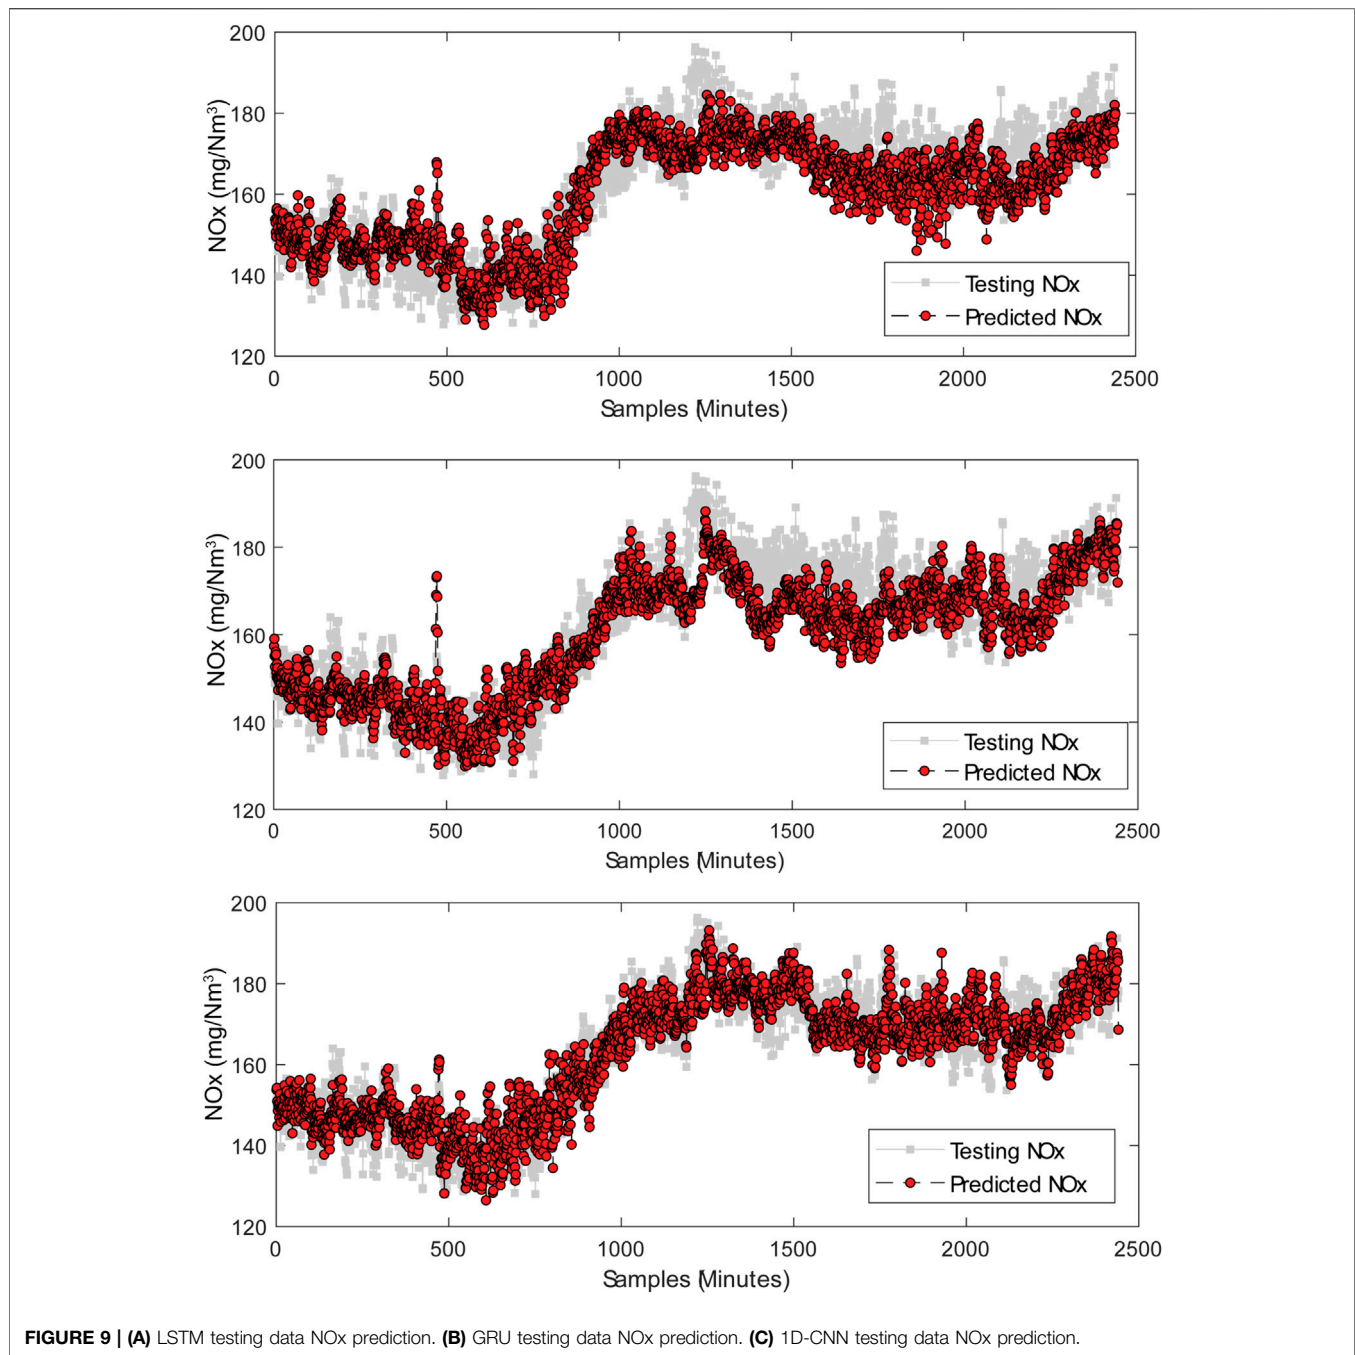 200
180
160
140
120
NOx (mg/Nm³)
Testing NOx
Predicted NOx
0 500 1000 1500 2000 2500
Samples (Minutes)
200
180
160
140
120
NOx (mg/Nm³)
Testing NOx
Predicted NOx
0 500 1000 1500 2000 2500
Samples (Minutes)
200
180
160
140
120
NOx (mg/Nm³)
Testing NOx
Predicted NOx
0 500 1000 1500 2000 2500
Samples (Minutes)
FIGURE 9 | (A) LSTM testing data NOx prediction. (B) GRU testing data NOx prediction. (C) 1D-CNN testing data NOx prediction.